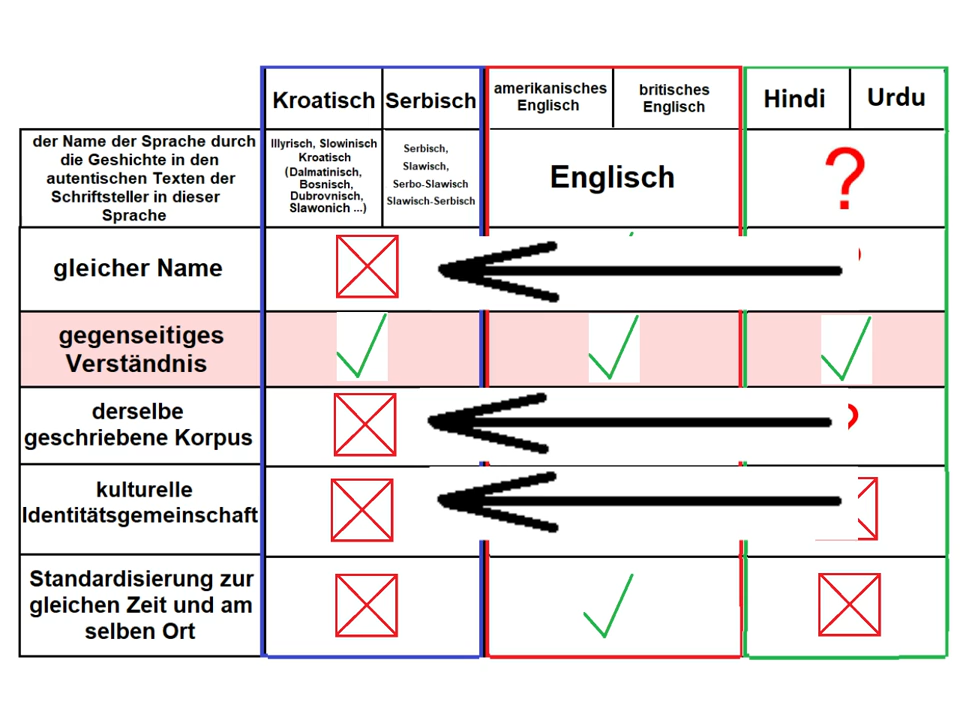 Kroatisch
Serbisch
amerikanisches
Englisch
britisches
Englisch
Hindi
Urdu
der Name der Sprache durch
die Geshichte in den
autentischen Texten der
Schriftsteller in dieser
Sprache
Illyrisch, Slowinisch
Kroatisch
(Dalmatinisch,
Bosnisch,
Dubrovnisch,
Slawonich ...)
Serbisch,
Slawisch,
Serbo-Slawisch
Slawisch-Serbisch
Englisch
?
gleicher Name
gegenseitiges
Verständnis
derselbe
geschriebene Korpus
kulturelle
Identitätsgemeinschaft
Standardisierung zur
gleichen Zeit und am
selben Ort